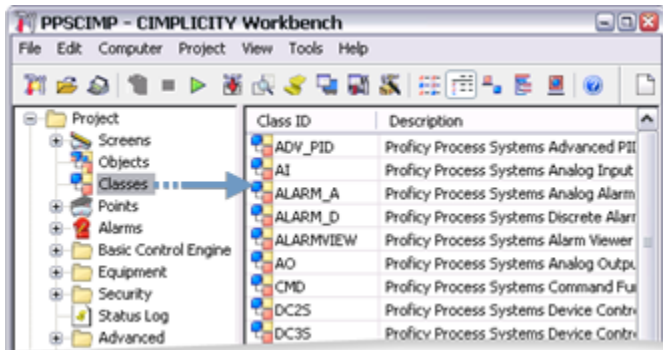 PPSCIMP - CIMPLICITY Workbench
File Edit Computer Project View Tools Help
Project
Screens
Objects
Classes
Points
Alarms
Basic Control Engine
Equipment
Security
Status Log
Advanced
Class ID Description
ADV_PID Proficy Process Systems Advanced PID
AI Proficy Process Systems Analog Input
ALARM_A Proficy Process Systems Analog Alarm
ALARM_D Proficy Process Systems Discrete Alarr
ALARMVIEW Proficy Process Systems Alarm Viewer
AO Proficy Process Systems Analog Outpu
CMD Proficy Process Systems Command Fu
DC2S Proficy Process Systems Device Contr
DC3S Proficy Process Systems Device Contr